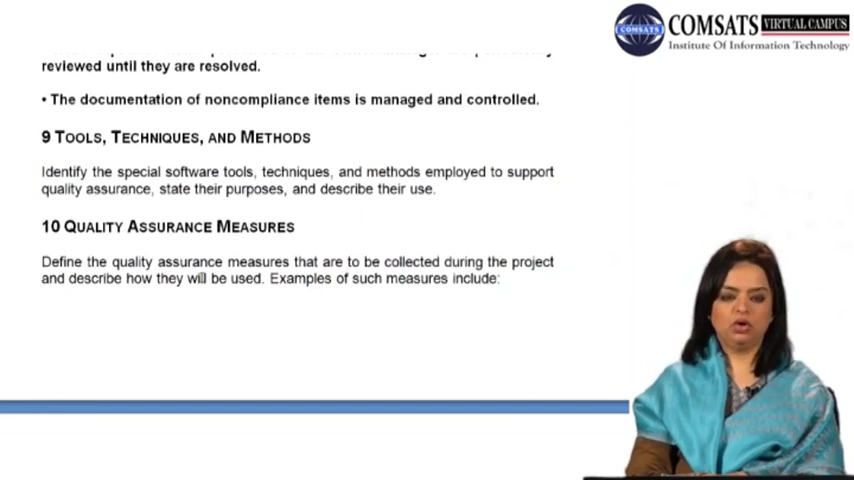 COMSATS VIRTUAL CAMPUS
COMSATS
Institute Of Information Technology
reviewed until they are resolved.
• The documentation of noncompliance items is managed and controlled.
9 TOOLS, TECHNIQUES, AND METHODS
Identify the special software tools, techniques, and methods employed to support
quality assurance, state their purposes, and describe their use.
10 QUALITY ASSURANCE MEASURES
Define the quality assurance measures that are to be collected during the project
and describe how they will be used. Examples of such measures include: